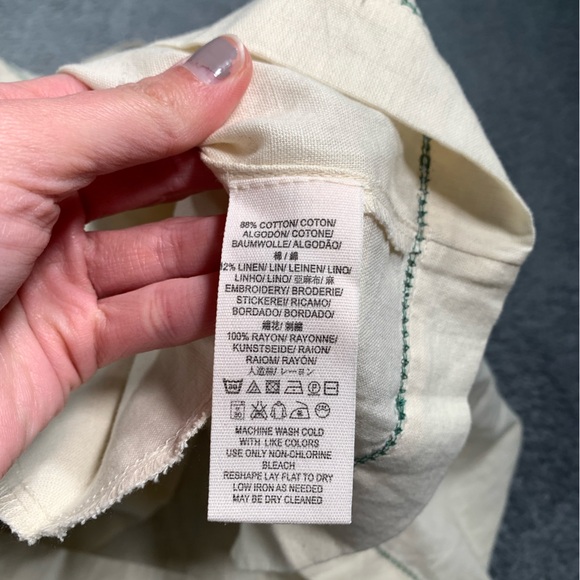 88% COTTON/ COTON/
ALGODÓN/ COTONE/
BAUMWOLLE/ ALGODÃO/
棉 / 綿
12% LINEN/ LIN/ LEINEN/ LINO/
LINHO/ LINO/ 亜麻布/ 麻
EMBROIDERY/ BRODERIE/
STICKEREI/ RICAMO/
BORDADO/ BORDADO/
繡花/ 刺繍
100% RAYON/ RAYONNE/
KUNSTSEIDE/ RAION/
RAIOM/ RAYÓN/
人造絲/ レーヨン
MACHINE WASH COLD
WITH LIKE COLORS
USE ONLY NON-CHLORINE
BLEACH
RESHAPE LAY FLAT TO DRY
LOW IRON AS NEEDED
MAY BE DRY CLEANED